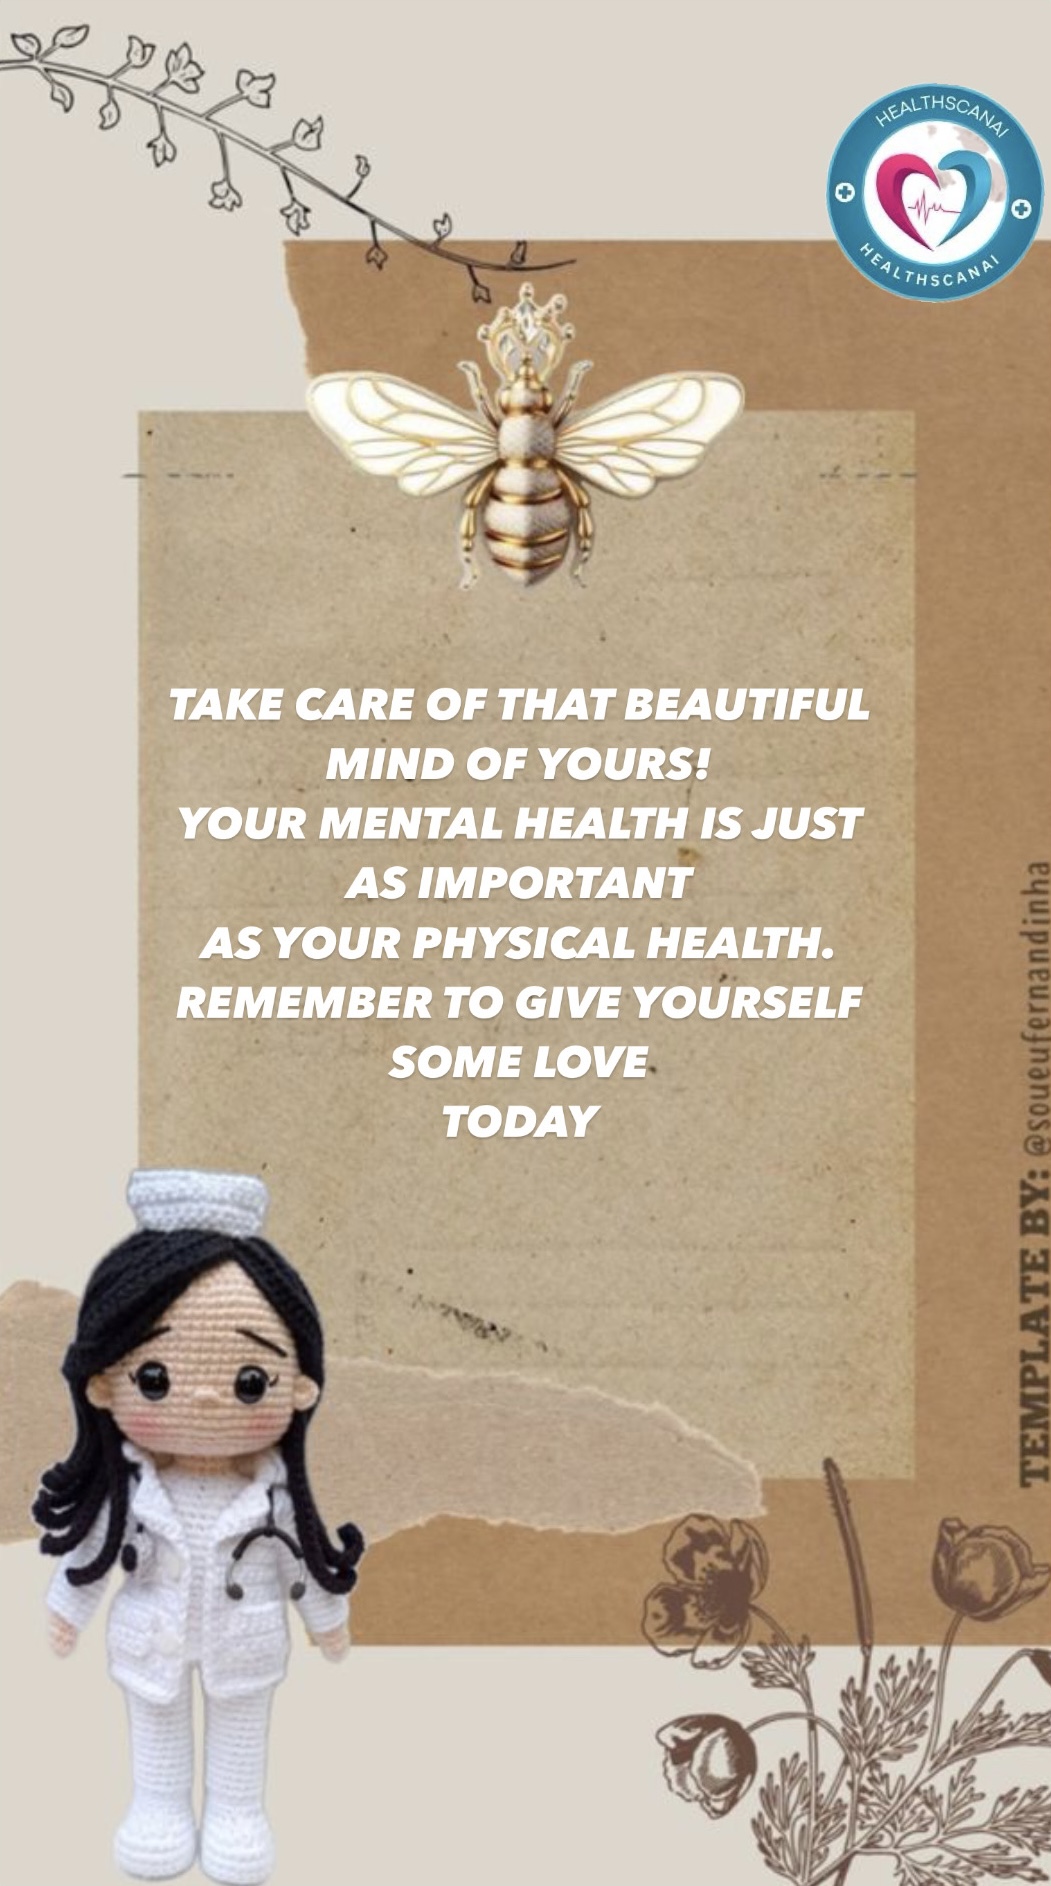 HEALTHSCANAI
HEALTHSCANAI
TAKE CARE OF THAT BEAUTIFUL
MIND OF YOURS!
YOUR MENTAL HEALTH IS JUST
AS IMPORTANT
AS YOUR PHYSICAL HEALTH.
REMEMBER TO GIVE YOURSELF
SOME LOVE
TODAY
TEMPLATE BY: @soueufernandinha